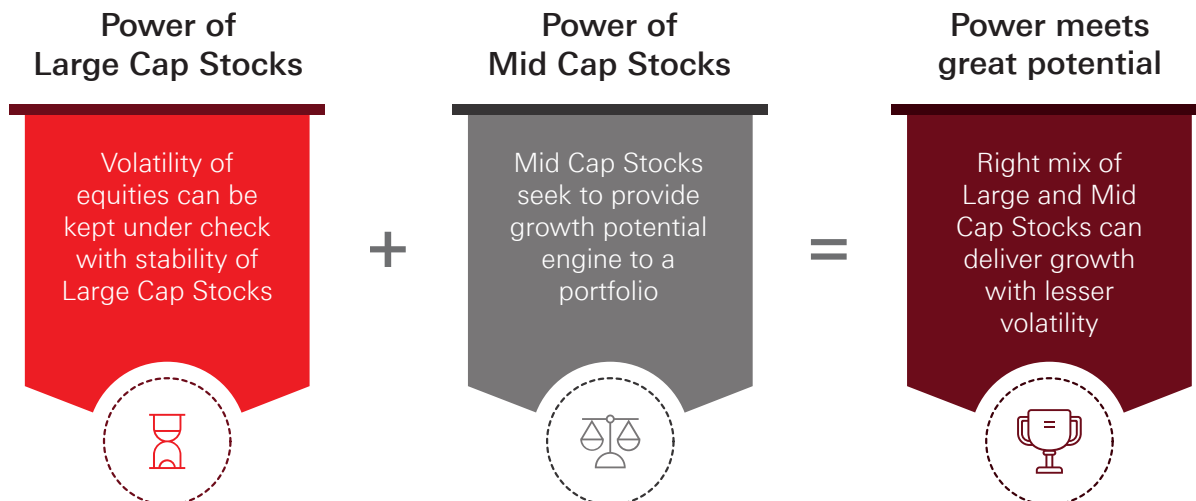 Power of
Large Cap Stocks
Volatility of
equities can be
kept under check
with stability of
Large Cap Stocks
+
Power of
Mid Cap Stocks
Mid Cap Stocks
seek to provide
growth potential
engine to a
portfolio
=
Power meets
great potential
Right mix of
Large and Mid
Cap Stocks can
deliver growth
with lesser
volatility
=